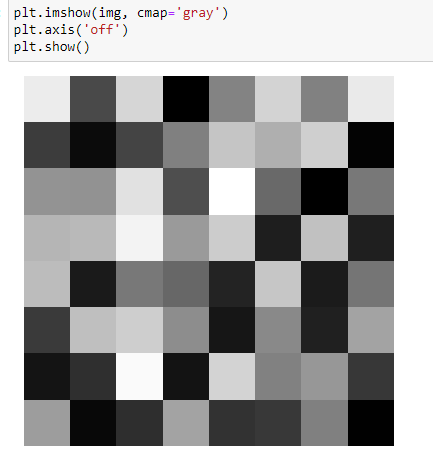 plt.imshow(img, cmap='gray')
plt.axis('off')
plt.show()